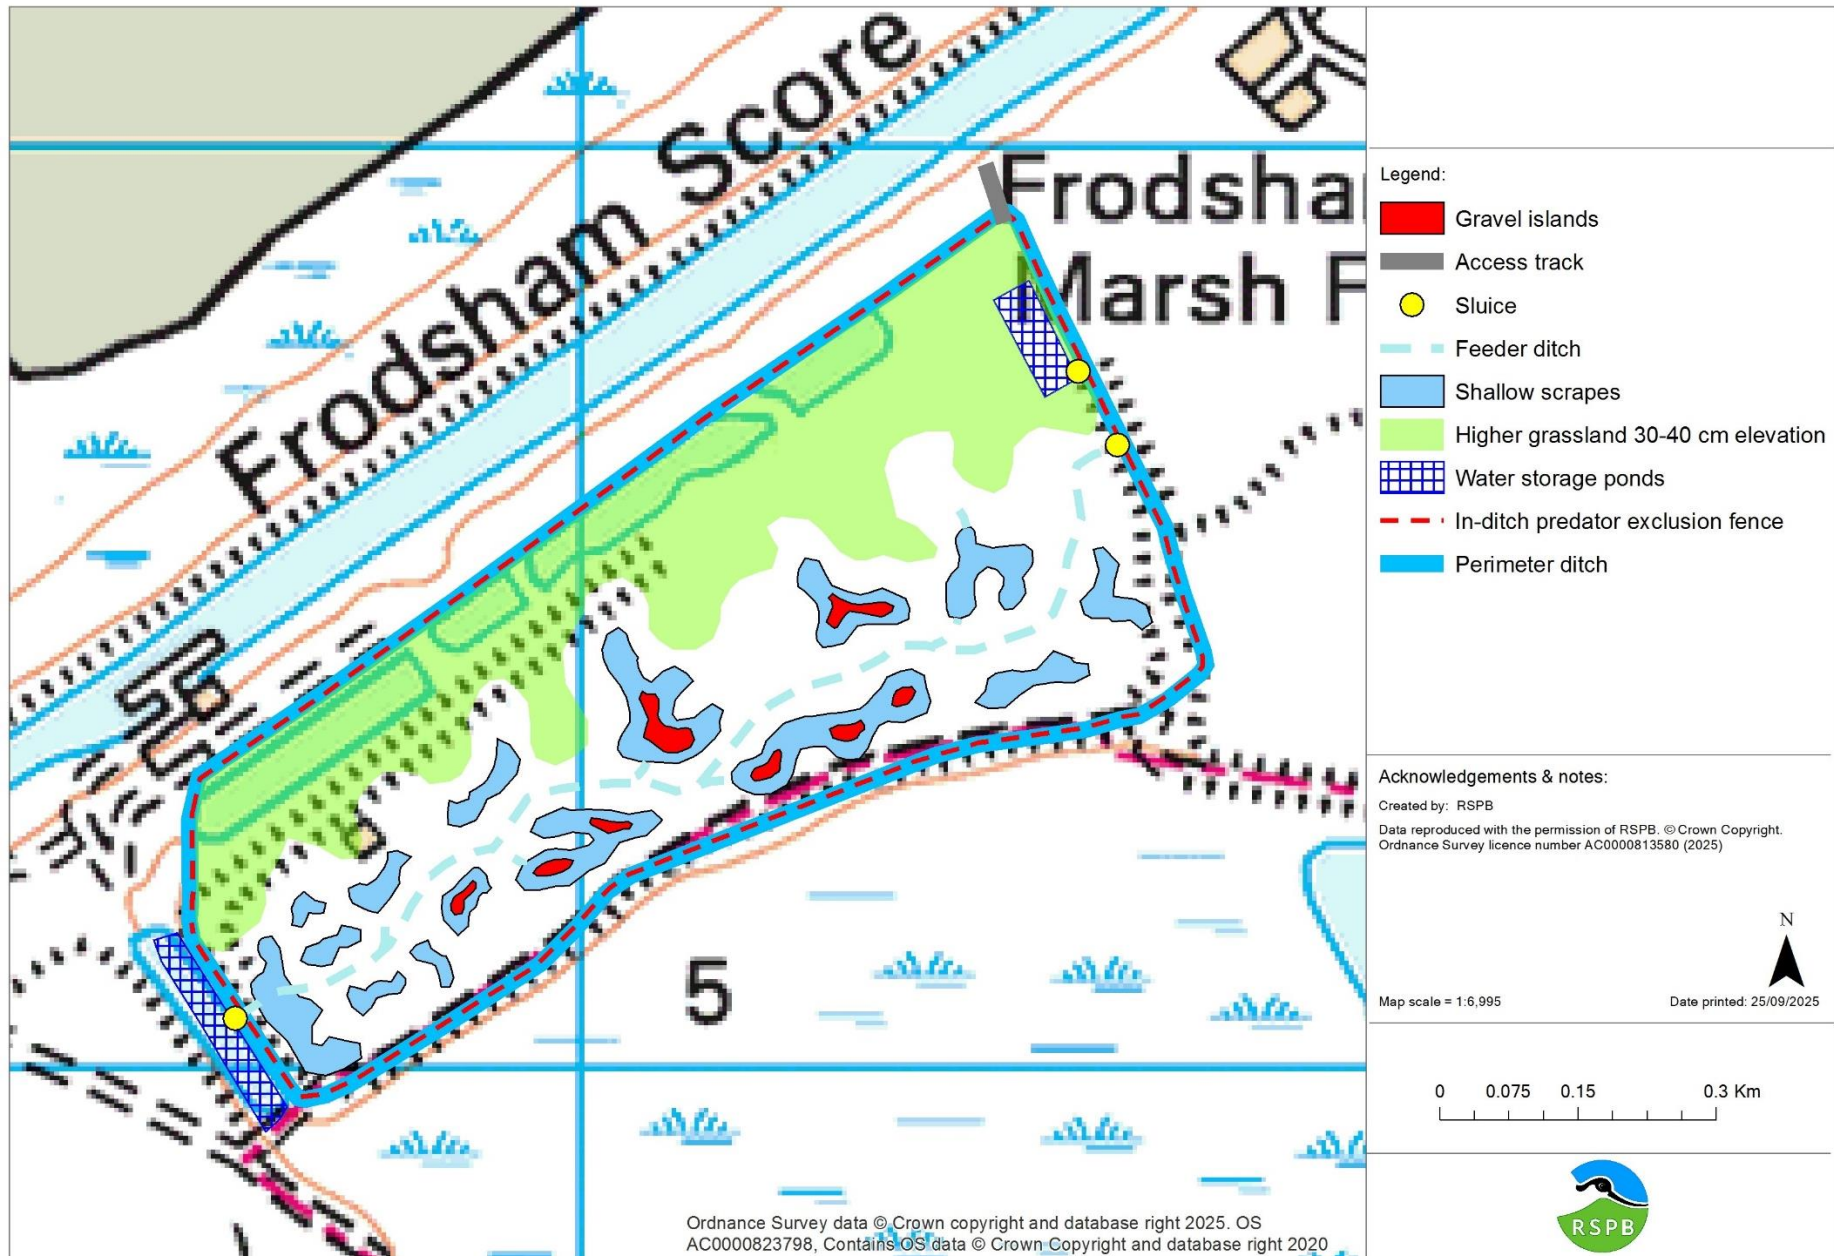 Frodsham Score
Frodsha
Marsh F
5
Ordnance Survey data © Crown copyright and database right 2025. OS
AC0000823798, Contains OS data © Crown Copyright and database right 2020
Legend:
Gravel islands
Access track
Sluice
Feeder ditch
Shallow scrapes
Higher grassland 30-40 cm elevation
Water storage ponds
In-ditch predator exclusion fence
Perimeter ditch
Acknowledgements & notes:
Created by: RSPB
Data reproduced with the permission of RSPB. © Crown Copyright.
Ordnance Survey licence number AC0000813580 (2025)
N
Map scale = 1:6,995 Date printed: 25/09/2025
0 0.075 0.15 0.3 Km
RSPB